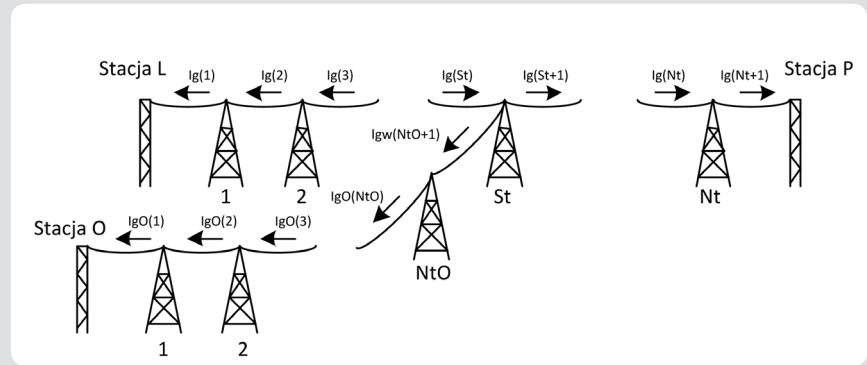 Stacja L
Ig(1)
Ig(2)
Ig(3)
Ig(St)
Ig(St+1)
Ig(Nt)
Ig(Nt+1)
Stacja P
Igw(NtO+1)
1
2
IgO(NtO)
St
Nt
Stacja O
IgO(1)
IgO(2)
IgO(3)
NtO
1
2